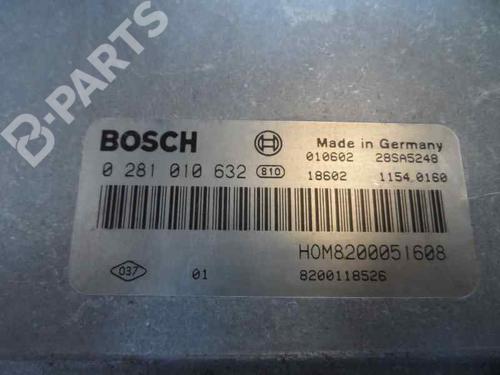 B-PARTS
BOSCH
Made in Germany
010602 28SA5248
0 281 010 632 810
18602 1154.0160
HOM8200051608
037 01 8200118526